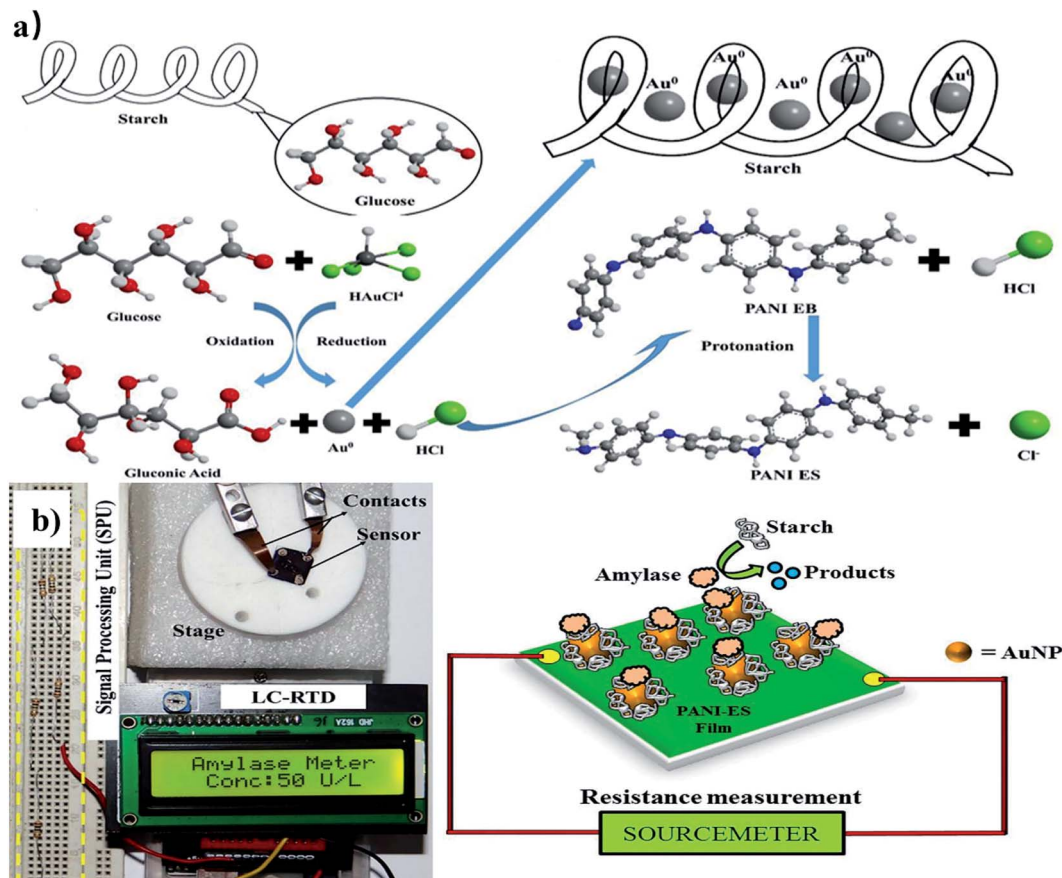 a)
Starch
Glucose
Glucose
+
HAuCl⁴
Oxidation
Reduction
Gluconic Acid
+
Au⁰
+
HCl
Au⁰
Au⁰
Au⁰
Au⁰
Au⁰
Starch
PANI EB
+
HCl
Protonation
PANI ES
+
Cl⁻
b)
Signal Processing Unit (SPU)
Contacts
Sensor
Stage
LC-RTD
JHD 162A
Amylase Meter
Conc:50 U/L
Starch
Amylase
Products
= AuNP
PANI-ES
Film
Resistance measurement
SOURCEMETER